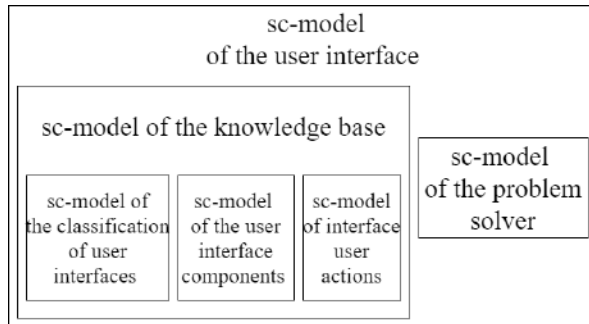 sc-model
of the user interface
sc-model of the knowledge base
sc-model of
the classification
of user
interfaces
sc-model
of the user
interface
components
sc-model
of interface
user
actions
sc-model
of the problem
solver